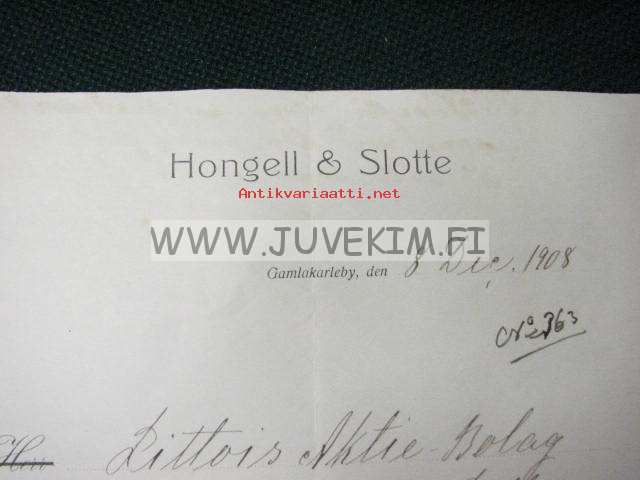 Hongell & Slotte
Antikvariaatti.net
WWW.JUVEKIM.FI
Gamlakarleby, den 8 Dec. 1908
No 363
Herr Littois Aktie-Bolag